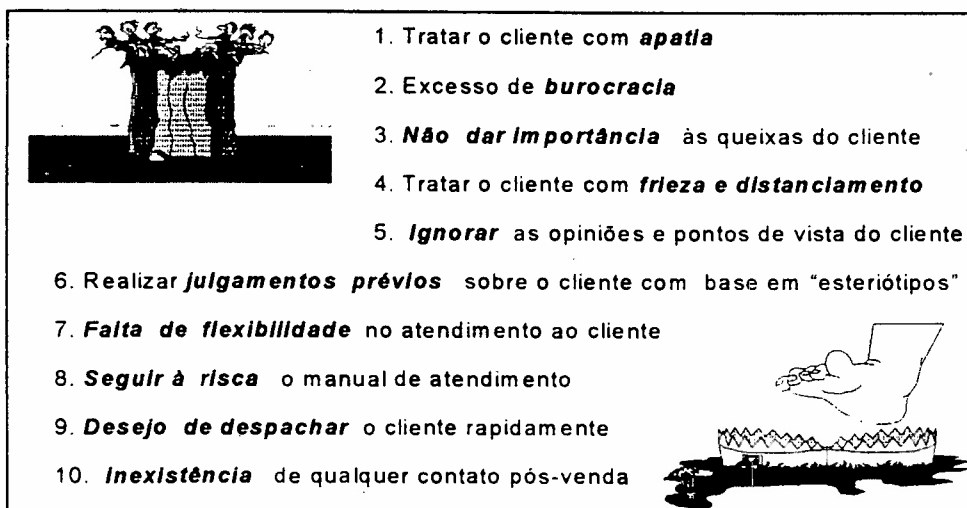 1. Tratar o cliente com apatia
2. Excesso de burocracia
3. Não dar importância às queixas do cliente
4. Tratar o cliente com frieza e distanciamento
5. Ignorar as opiniões e pontos de vista do cliente
6. Realizar julgamentos prévios sobre o cliente com base em “esteriótipos”
7. Falta de flexibilidade no atendimento ao cliente
8. Seguir à risca o manual de atendimento
9. Desejo de despachar o cliente rapidamente
10. Inexistência de qualquer contato pós-venda